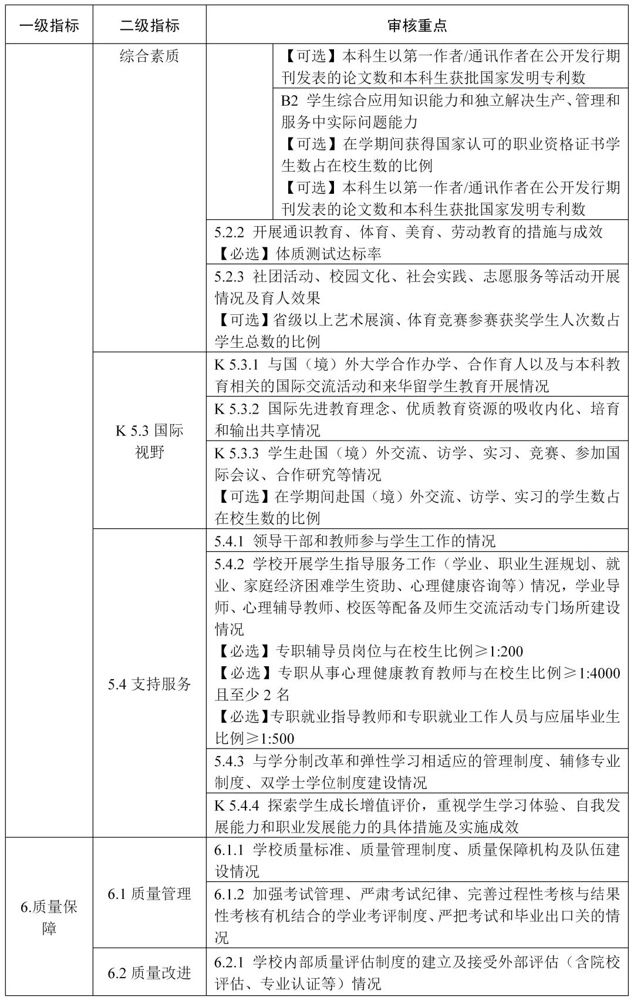 一级指标
二级指标
审核重点
综合素质
【可选】本科生以第一作者/通讯作者在公开发行期
刊发表的论文数和本科生获批国家发明专利数
B2 学生综合应用知识能力和独立解决生产、管理和
服务中实际问题能力
【可选】在学期间获得国家认可的职业资格证书学
生数占在校生数的比例
【可选】本科生以第一作者/通讯作者在公开发行期
刊发表的论文数和本科生获批国家发明专利数
5.2.2 开展通识教育、体育、美育、劳动教育的措施与成效
【必选】体质测试达标率
5.2.3 社团活动、校园文化、社会实践、志愿服务等活动开展
情况及育人效果
【可选】省级以上艺术展演、体育竞赛参赛获奖学生人次数占
学生总数的比例
K 5.3 国际
视野
K 5.3.1 与国（境）外大学合作办学、合作育人以及与本科教
育相关的国际交流活动和来华留学生教育开展情况
K 5.3.2 国际先进教育理念、优质教育资源的吸收内化、培育
和输出共享情况
K 5.3.3 学生赴国（境）外交流、访学、实习、竞赛、参加国
际会议、合作研究等情况
【可选】在学期间赴国（境）外交流、访学、实习的学生数占
在校生数的比例
5.4 支持服务
5.4.1 领导干部和教师参与学生工作的情况
5.4.2 学校开展学生指导服务工作（学业、职业生涯规划、就
业、家庭经济困难学生资助、心理健康咨询等）情况，学业导
师、心理辅导教师、校医等配备及师生交流活动专门场所建设
情况
【必选】专职辅导员岗位与在校生比例≥1:200
【必选】专职从事心理健康教育教师与在校生比例≥1:4000
且至少 2 名
【必选】专职就业指导教师和专职就业工作人员与应届毕业生
比例≥1:500
5.4.3 与学分制改革和弹性学习相适应的管理制度、辅修专业
制度、双学士学位制度建设情况
K 5.4.4 探索学生成长增值评价，重视学生学习体验、自我发
展能力和职业发展能力的具体措施及实施成效
6.质量保
障
6.1 质量管理
6.1.1 学校质量标准、质量管理制度、质量保障机构及队伍建
设情况
6.1.2 加强考试管理、严肃考试纪律、完善过程性考核与结果
性考核有机结合的学业考评制度、严把考试和毕业出口关的情
况
6.2 质量改进
6.2.1 学校内部质量评估制度的建立及接受外部评估（含院校
评估、专业认证等）情况